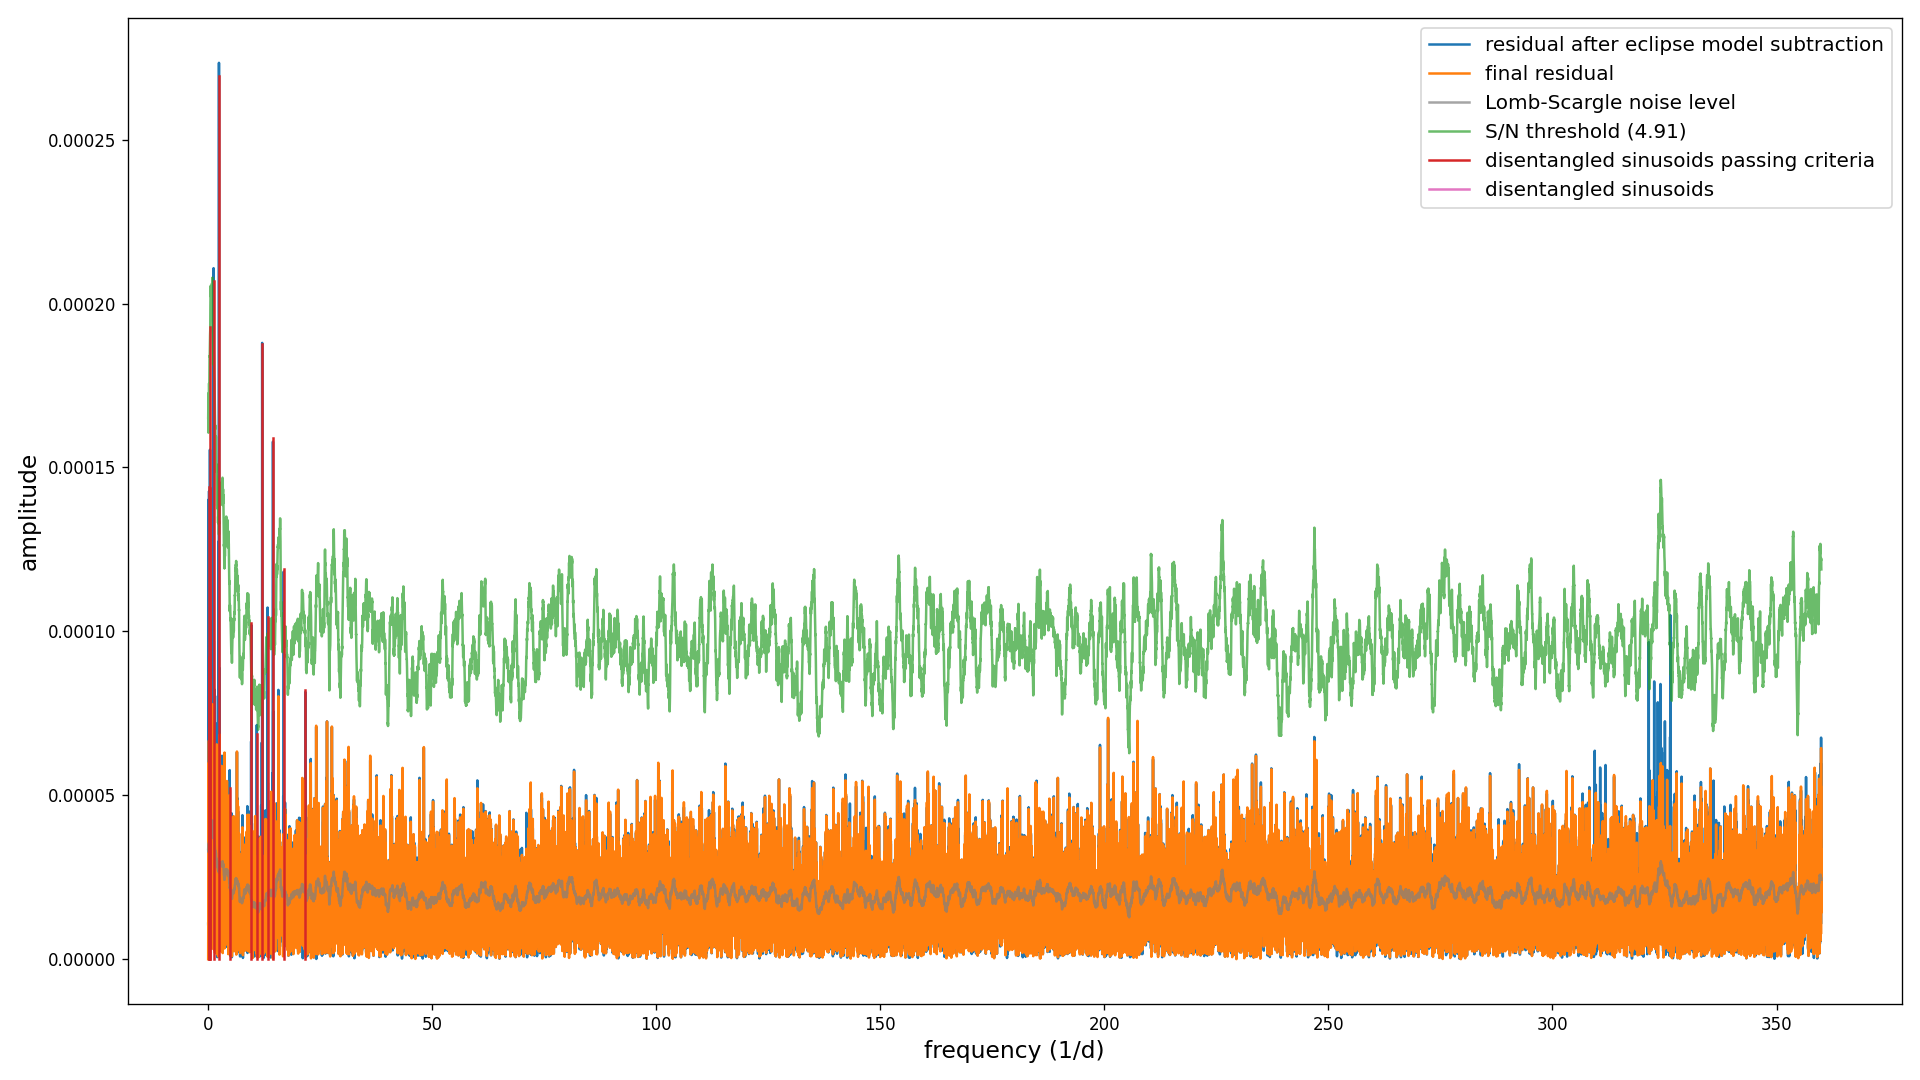 residual after eclipse model subtraction
final residual
Lomb-Scargle noise level
S/N threshold (4.91)
disentangled sinusoids passing criteria
disentangled sinusoids
amplitude
0.00025
0.00020
0.00015
0.00010
0.00005
0.00000
0 50 100 150 200 250 300 350
frequency (1/d)